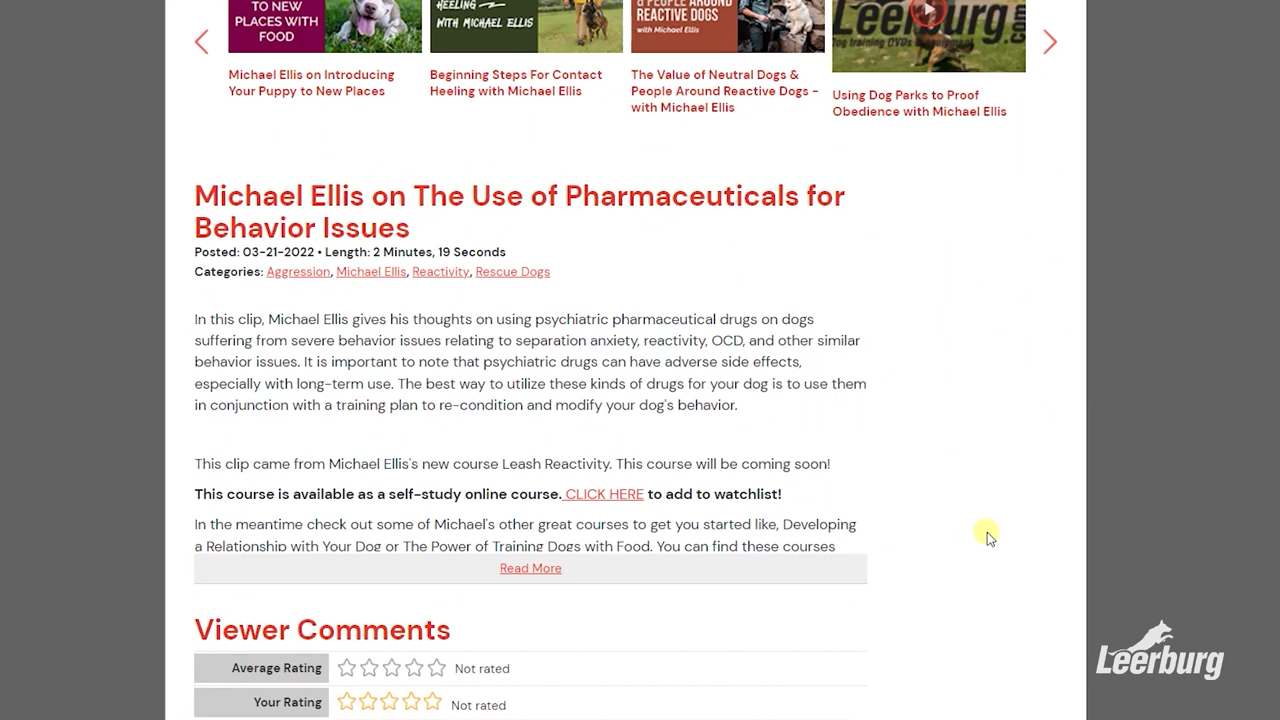 TO NEW
PLACES WITH
FOOD
HEELING
WITH MICHAEL ELLIS
& PEOPLE AROUND
REACTIVE DOGS
with Michael Ellis
Leerburg.com
Dog training DVDs & equipment
Michael Ellis on Introducing
Your Puppy to New Places
Beginning Steps For Contact
Heeling with Michael Ellis
The Value of Neutral Dogs &
People Around Reactive Dogs -
with Michael Ellis
Using Dog Parks to Proof
Obedience with Michael Ellis
Michael Ellis on The Use of Pharmaceuticals for
Behavior Issues
Posted: 03-21-2022 • Length: 2 Minutes, 19 Seconds
Categories: Aggression, Michael Ellis, Reactivity, Rescue Dogs
In this clip, Michael Ellis gives his thoughts on using psychiatric pharmaceutical drugs on dogs
suffering from severe behavior issues relating to separation anxiety, reactivity, OCD, and other similar
behavior issues. It is important to note that psychiatric drugs can have adverse side effects,
especially with long-term use. The best way to utilize these kinds of drugs for your dog is to use them
in conjunction with a training plan to re-condition and modify your dog's behavior.
This clip came from Michael Ellis's new course Leash Reactivity. This course will be coming soon!
This course is available as a self-study online course. CLICK HERE to add to watchlist!
In the meantime check out some of Michael's other great courses to get you started like, Developing
a Relationship with Your Dog or The Power of Training Dogs with Food. You can find these courses
Read More
Viewer Comments
Average Rating Not rated
Your Rating Not rated
Leerburg